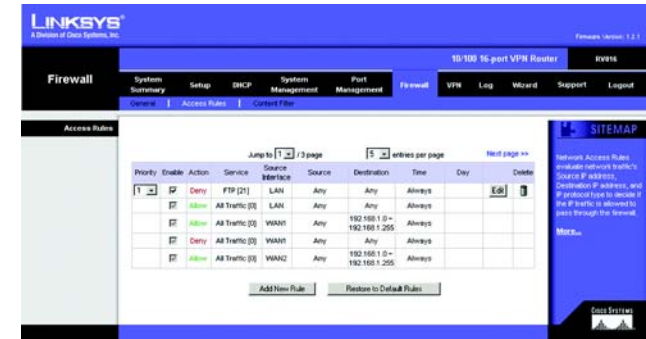 LINKSYS®
A Division of Cisco Systems, Inc.
Firmware Version: 1.2.1
10/100 16-port VPN Router
RV016
Firewall
System Summary
Setup
DHCP
System Management
Port Management
Firewall
VPN
Log
Wizard
Support
Logout
General | Access Rules | Content Filter
Access Rules
SITEMAP
Jump to 1 / 3 page
5 entries per page
Next page >>
Priority Enable Action Service Source Interface Source Destination Time Day Delete
1 Deny FTP [21] LAN Any Any Always Edit
Allow All Traffic [0] LAN Any Any Always
Allow All Traffic [0] WAN1 Any 192.168.1.0 ~ 192.168.1.255 Always
Deny All Traffic [0] WAN1 Any Any Always
Allow All Traffic [0] WAN2 Any 192.168.1.0 ~ 192.168.1.255 Always
Add New Rule
Restore to Default Rules
Network Access Rules
evaluate network traffic's
Source IP address,
Destination IP address, and
IP protocol type to decide if
the IP traffic is allowed to
pass through the firewall.
More...
CISCO SYSTEMS